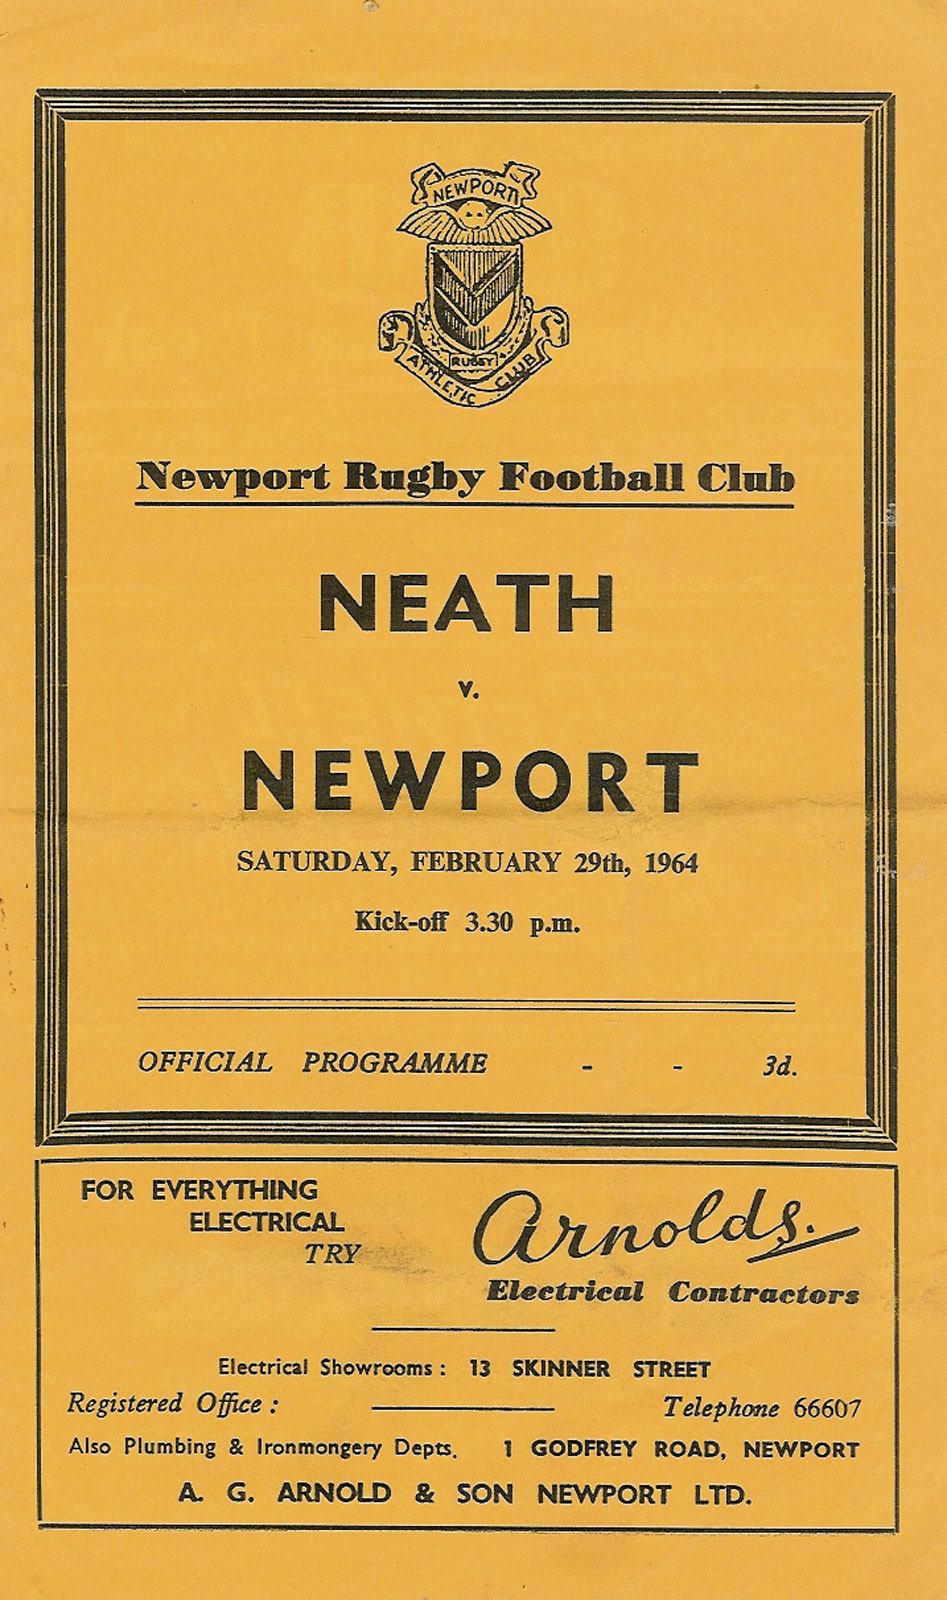 NEWPORT
RUGBY
ATHLETIC CLUB
Newport Rugby Football Club
NEATH
v.
NEWPORT
SATURDAY, FEBRUARY 29th, 1964
Kick-off 3.30 p.m.
OFFICIAL PROGRAMME - - 3d.
FOR EVERYTHING
ELECTRICAL
TRY
Arnolds.
Electrical Contractors
Electrical Showrooms : 13 SKINNER STREET
Registered Office : Telephone 66607
Also Plumbing & Ironmongery Depts. 1 GODFREY ROAD, NEWPORT
A. G. ARNOLD & SON NEWPORT LTD.